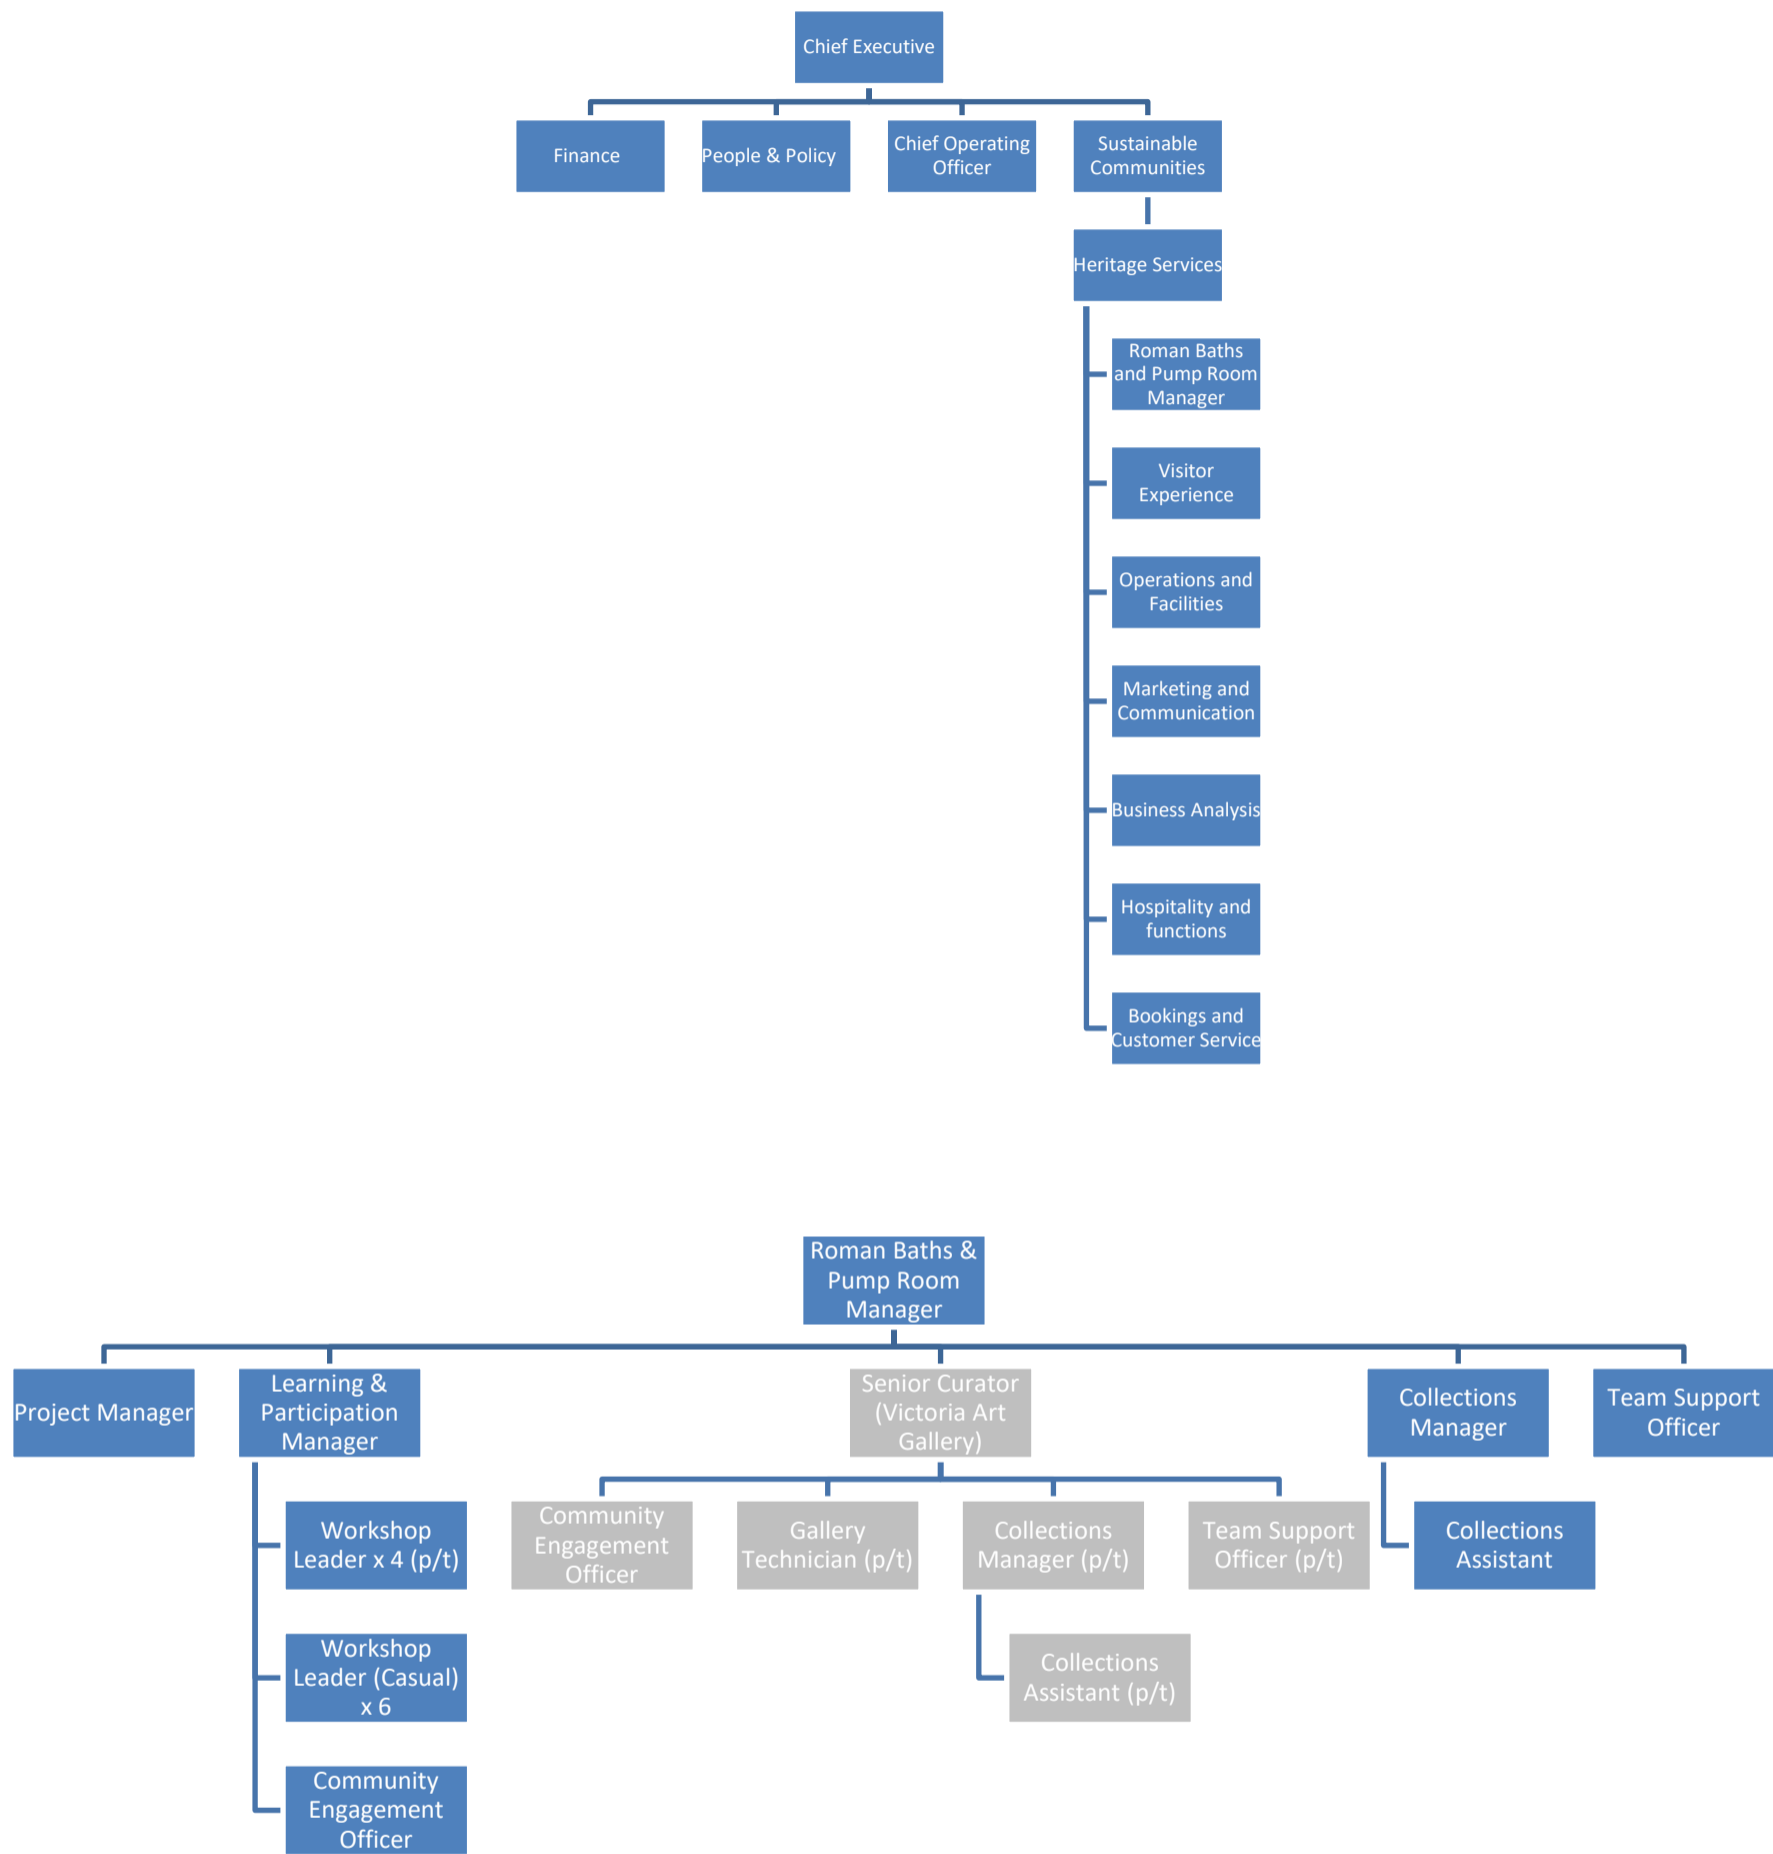 Chief Executive
Finance
People & Policy
Chief Operating
Officer
Sustainable
Communities
Heritage Services
Roman Baths
and Pump Room
Manager
Visitor
Experience
Operations and
Facilities
Marketing and
Communication
Business Analysis
Hospitality and
functions
Bookings and
Customer Service
Roman Baths &
Pump Room
Manager
Project Manager
Learning &
Participation
Manager
Senior Curator
(Victoria Art
Gallery)
Collections
Manager
Team Support
Officer
Workshop
Leader x 4 (p/t)
Community
Engagement
Officer
Gallery
Technician (p/t)
Collections
Manager (p/t)
Team Support
Officer (p/t)
Collections
Assistant
Workshop
Leader (Casual)
x 6
Collections
Assistant (p/t)
Community
Engagement
Officer